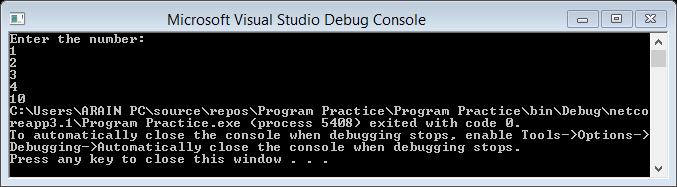 Microsoft Visual Studio Debug Console
Enter the number:
1
2
3
4
10
C:\Users\ARAIN PC\source\repos\Program Practice\Program Practice\bin\Debug\netco
reapp3.1\Program Practice.exe (process 5408) exited with code 0.
To automatically close the console when debugging stops, enable Tools->Options->
Debugging->Automatically close the console when debugging stops.
Press any key to close this window . . .